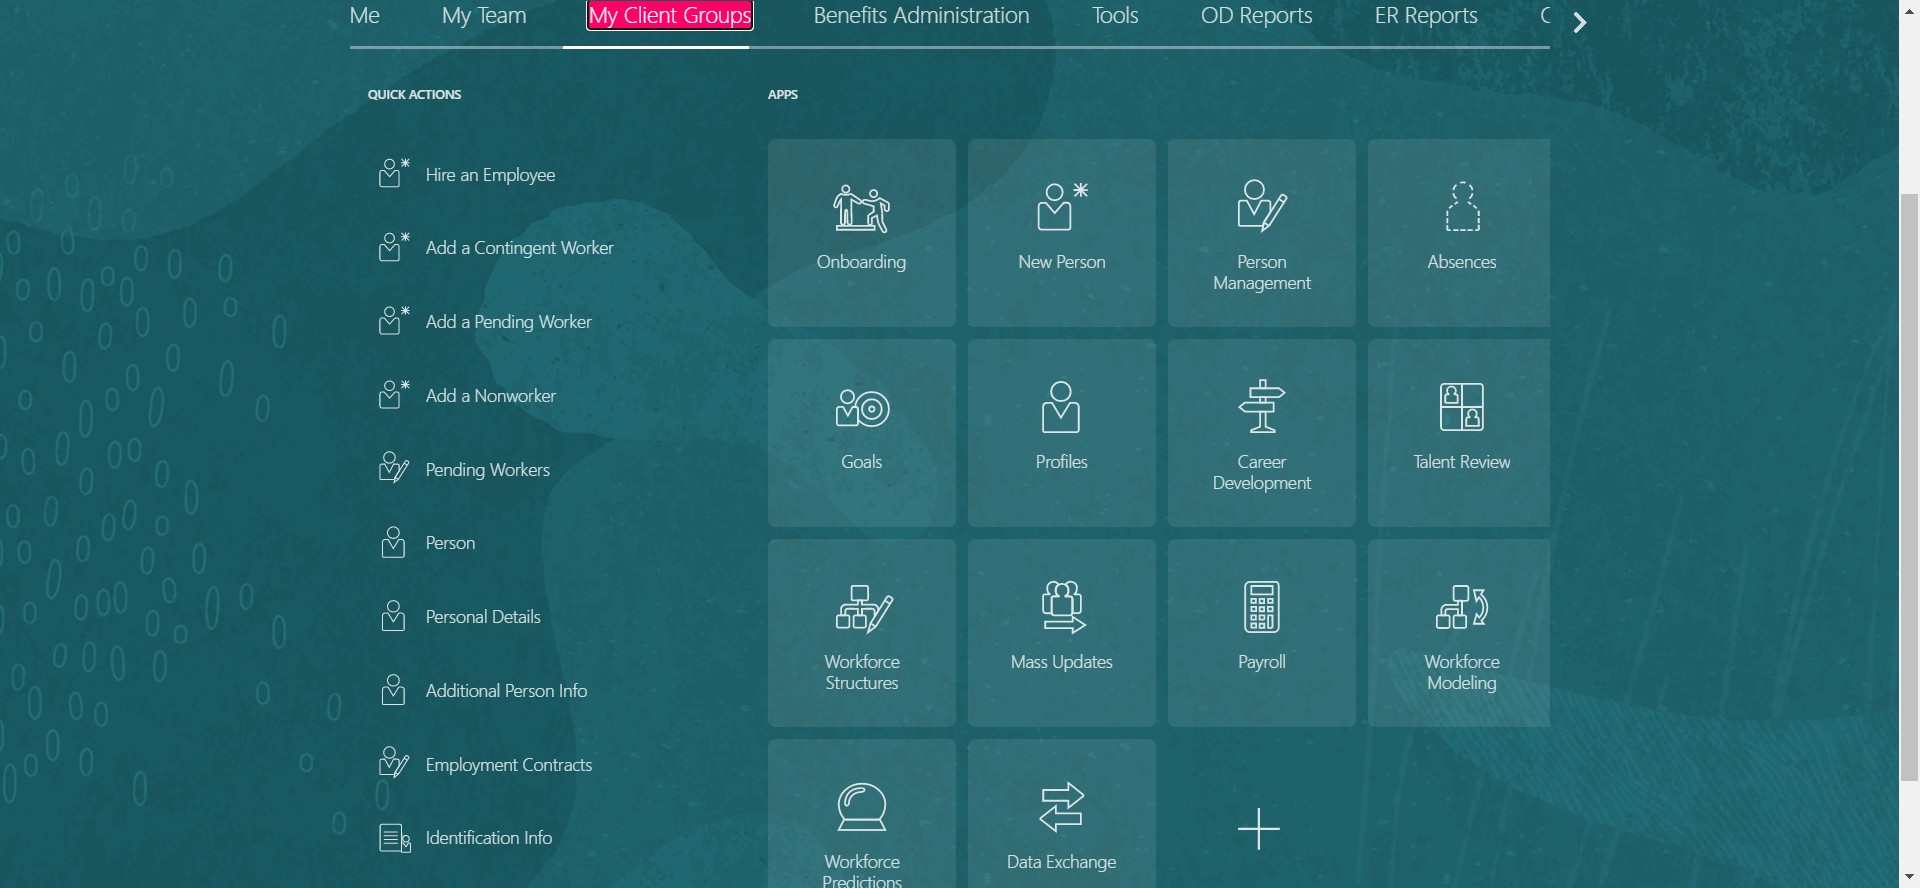 Me
My Team
My Client Groups
Benefits Administration
Tools
OD Reports
ER Reports
QUICK ACTIONS
APPS
Hire an Employee
Add a Contingent Worker
Add a Pending Worker
Add a Nonworker
Pending Workers
Person
Personal Details
Additional Person Info
Employment Contracts
Identification Info
Onboarding
New Person
Person
Management
Absences
Goals
Profiles
Career
Development
Talent Review
Workforce
Structures
Mass Updates
Payroll
Workforce
Modeling
Workforce
Predictions
Data Exchange